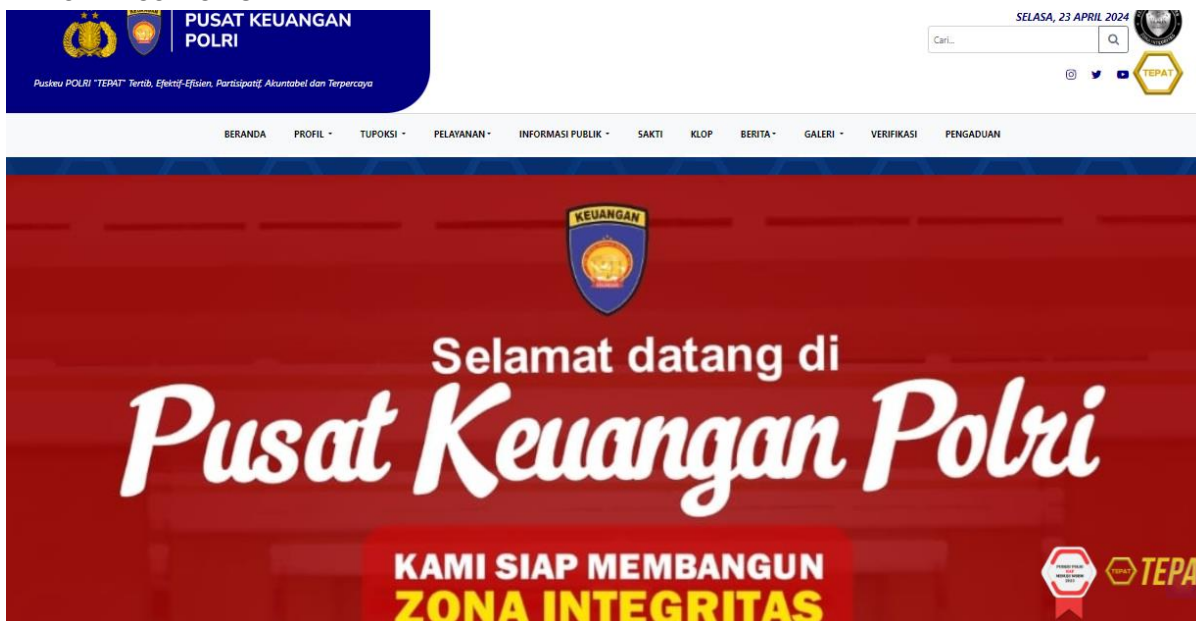 PUSAT KEUANGAN
POLRI
Puskeu POLRI "TEPAT" Tertib, Efektif-Efisien, Partisipatif, Akuntabel dan Terpercaya
SELASA, 23 APRIL 2024
Cari...
TEPAT
BERANDA PROFIL TUPOKSI PELAYANAN INFORMASI PUBLIK SAKTI KLOP BERITA GALERI VERIFIKASI PENGADUAN
KEUANGAN
Selamat datang di
Pusat Keuangan Polri
KAMI SIAP MEMBANGUN
ZONA INTEGRITAS
TEPAT
TEPA